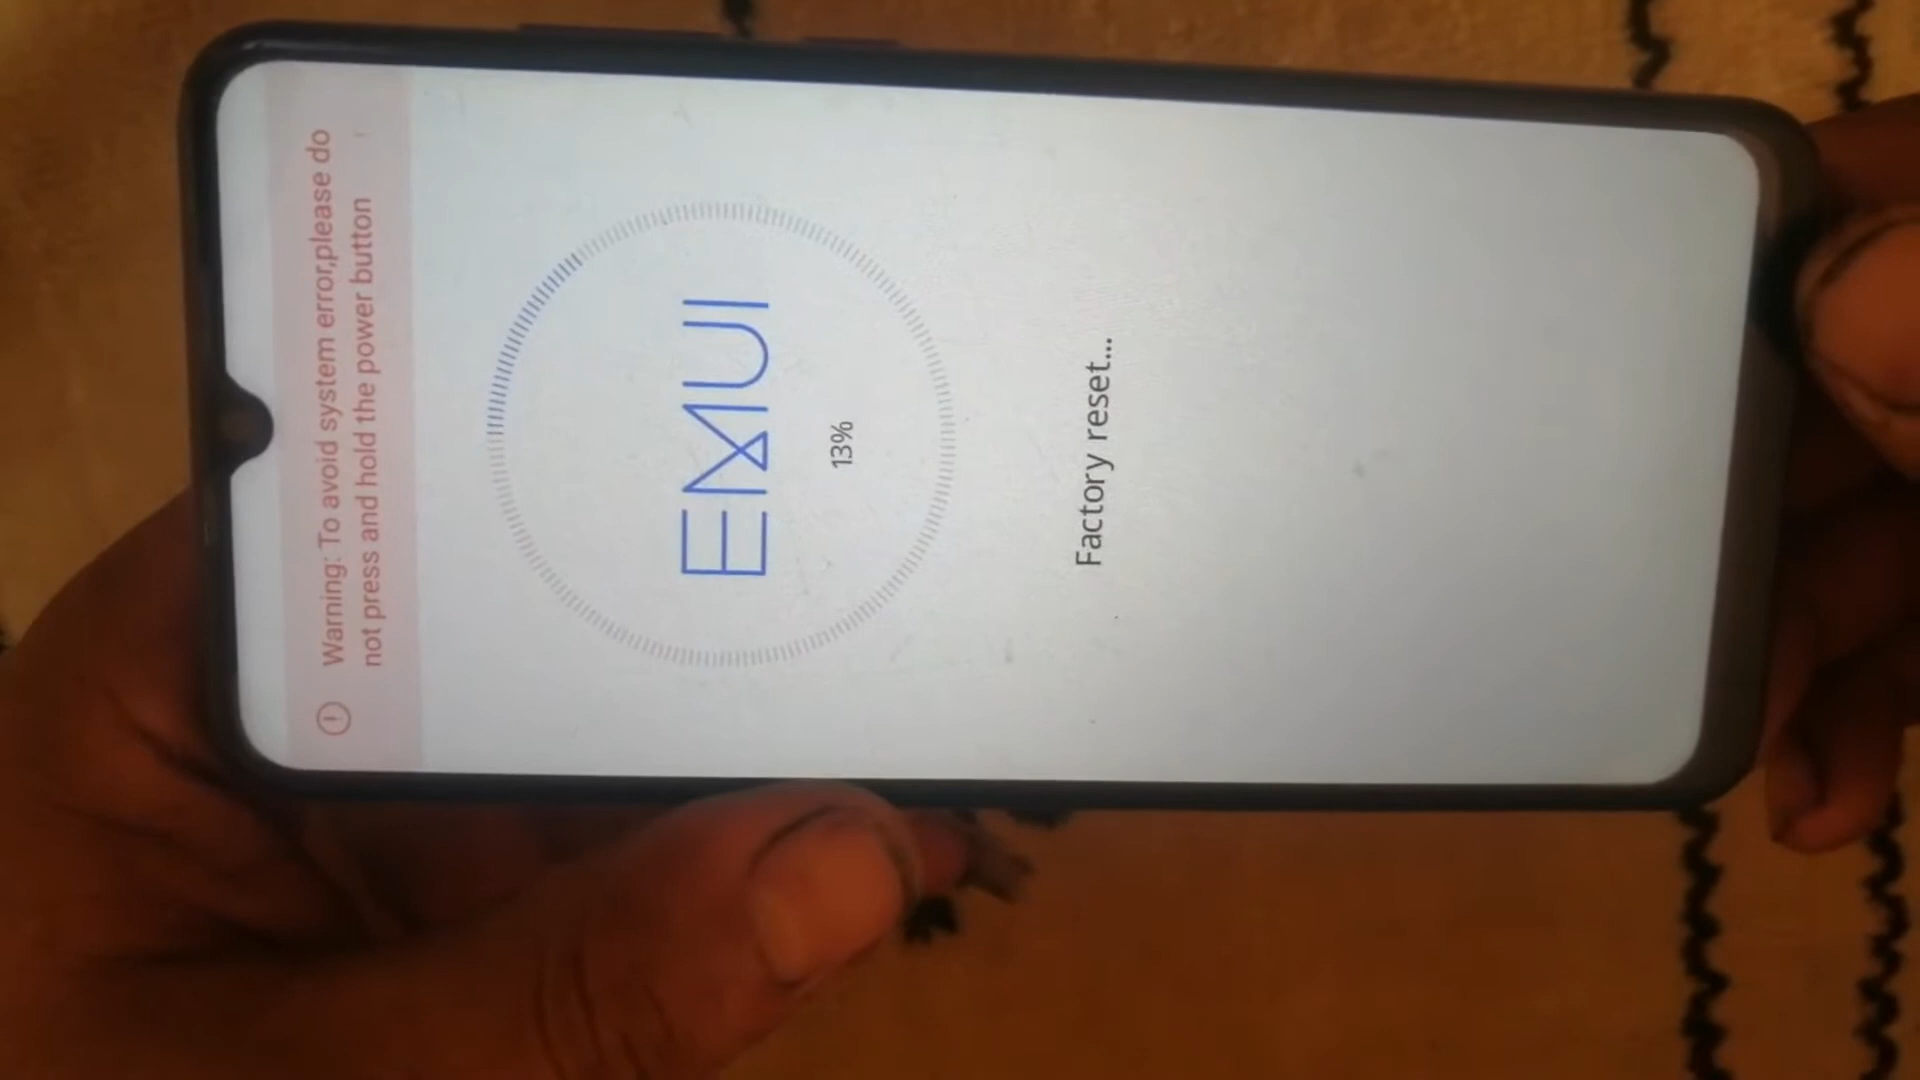 Warning: To avoid system error,please do
not press and hold the power button
EMUI
13%
Factory reset...